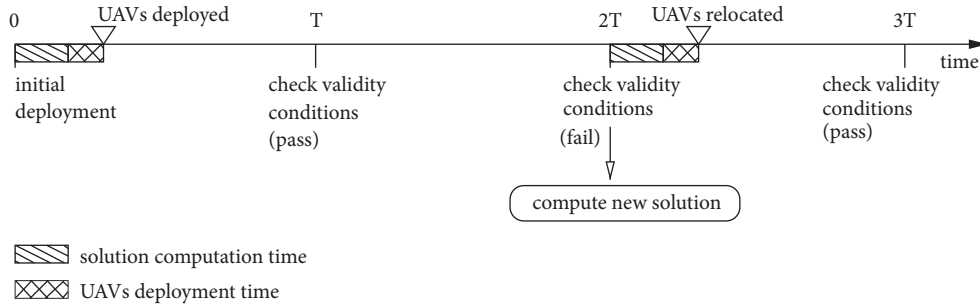 0
UAVs deployed
T
2T
UAVs relocated
3T
time
initial
deployment
check validity
conditions
(pass)
check validity
conditions
(fail)
check validity
conditions
(pass)
compute new solution
solution computation time
UAVs deployment time